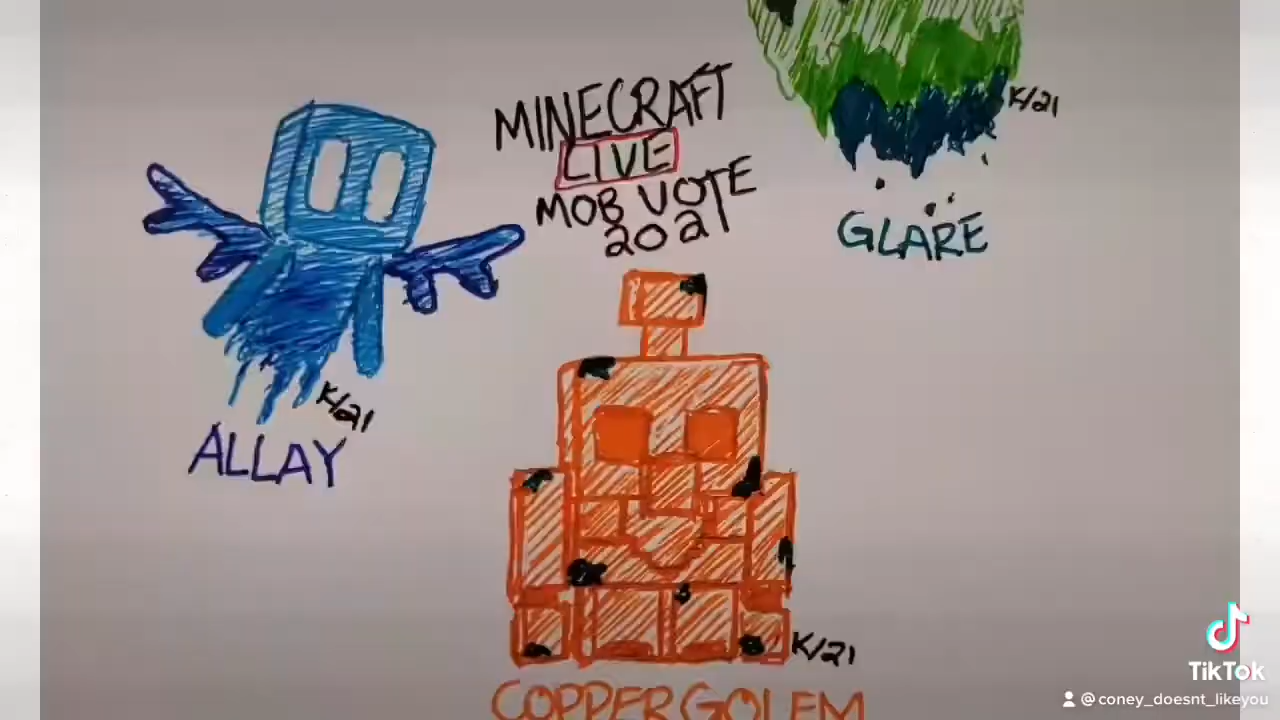 MINECRAFT
LIVE
MOB VOTE
2021
K/21
GLARE
K/21
ALLAY
K/21
COPPER GOLEM
TikTok
@coney_doesnt_likeyou